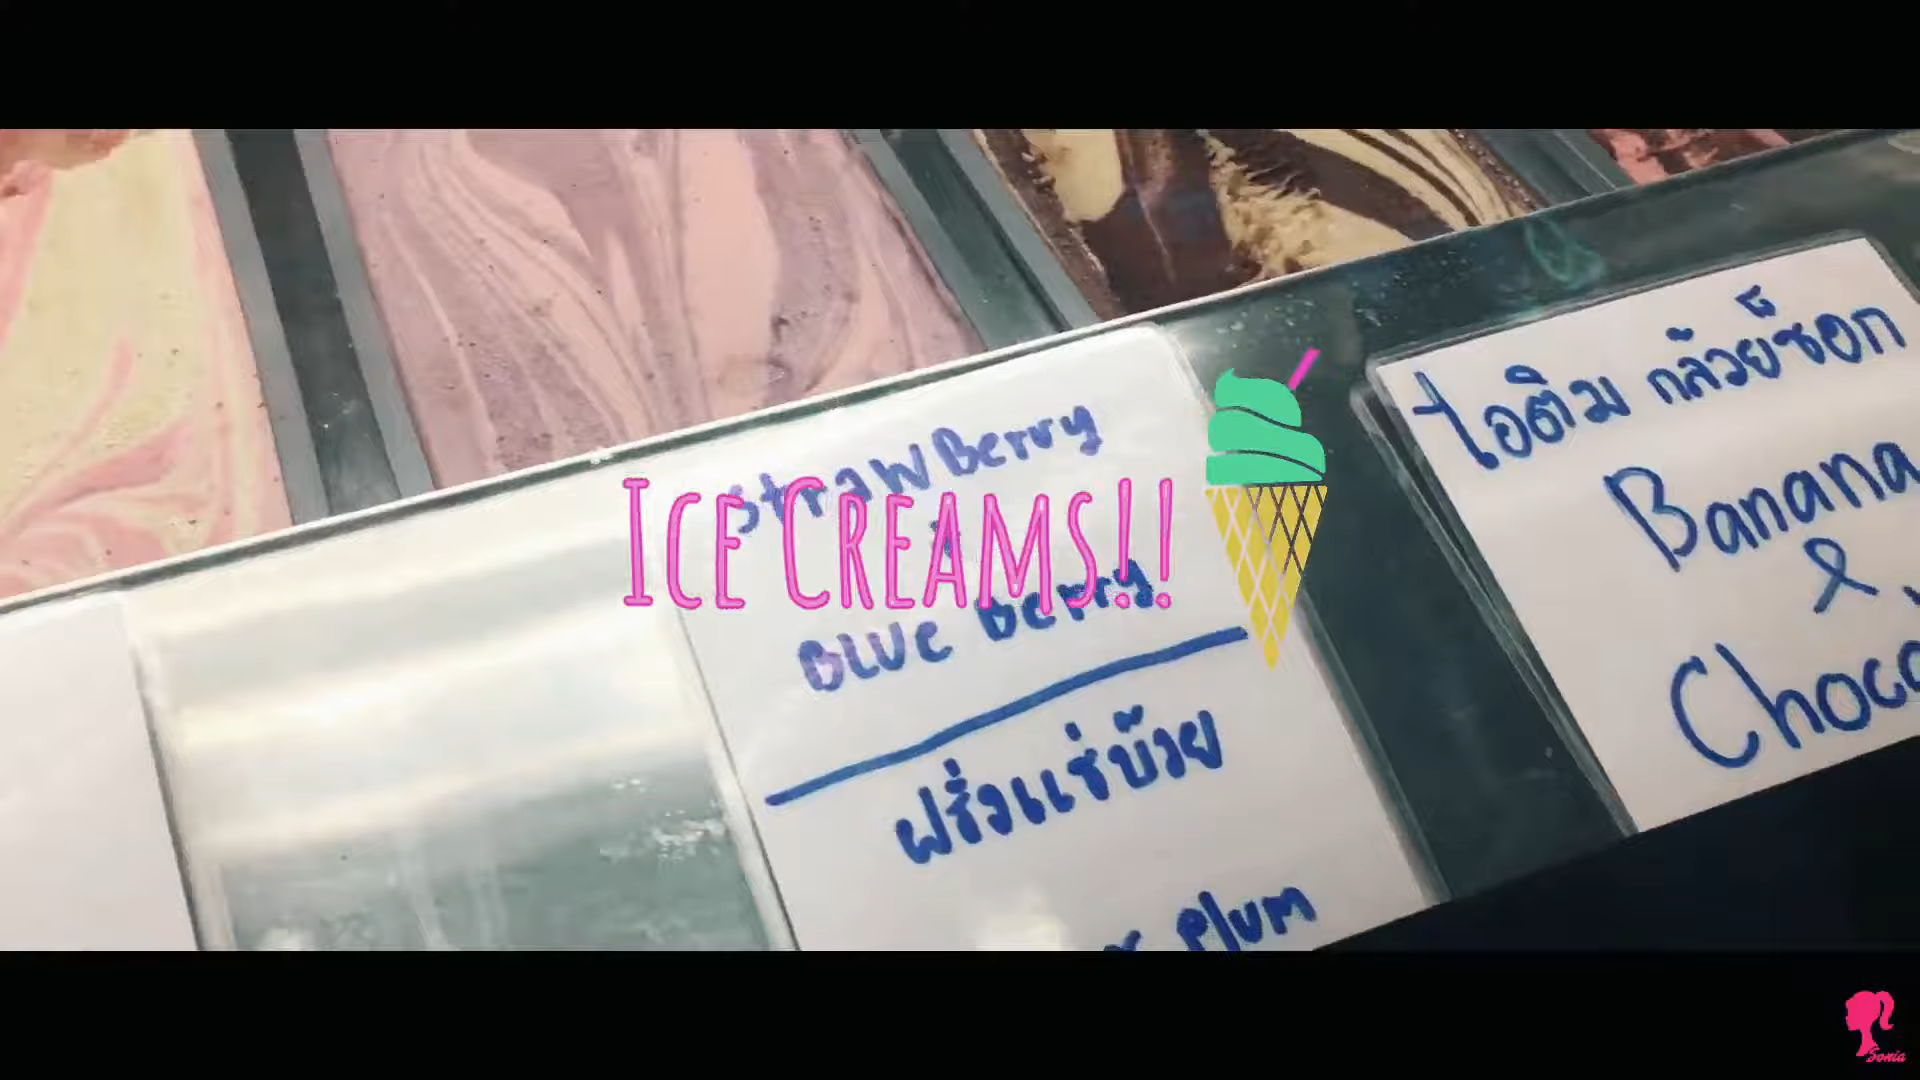 StrawBerry
&
BLUE Berry
ICE CREAMS!!
ฝรั่งแช่บ๊วย
Plum
ไอติม กล้วยช็อก
Banana
&
Choco
Sonia